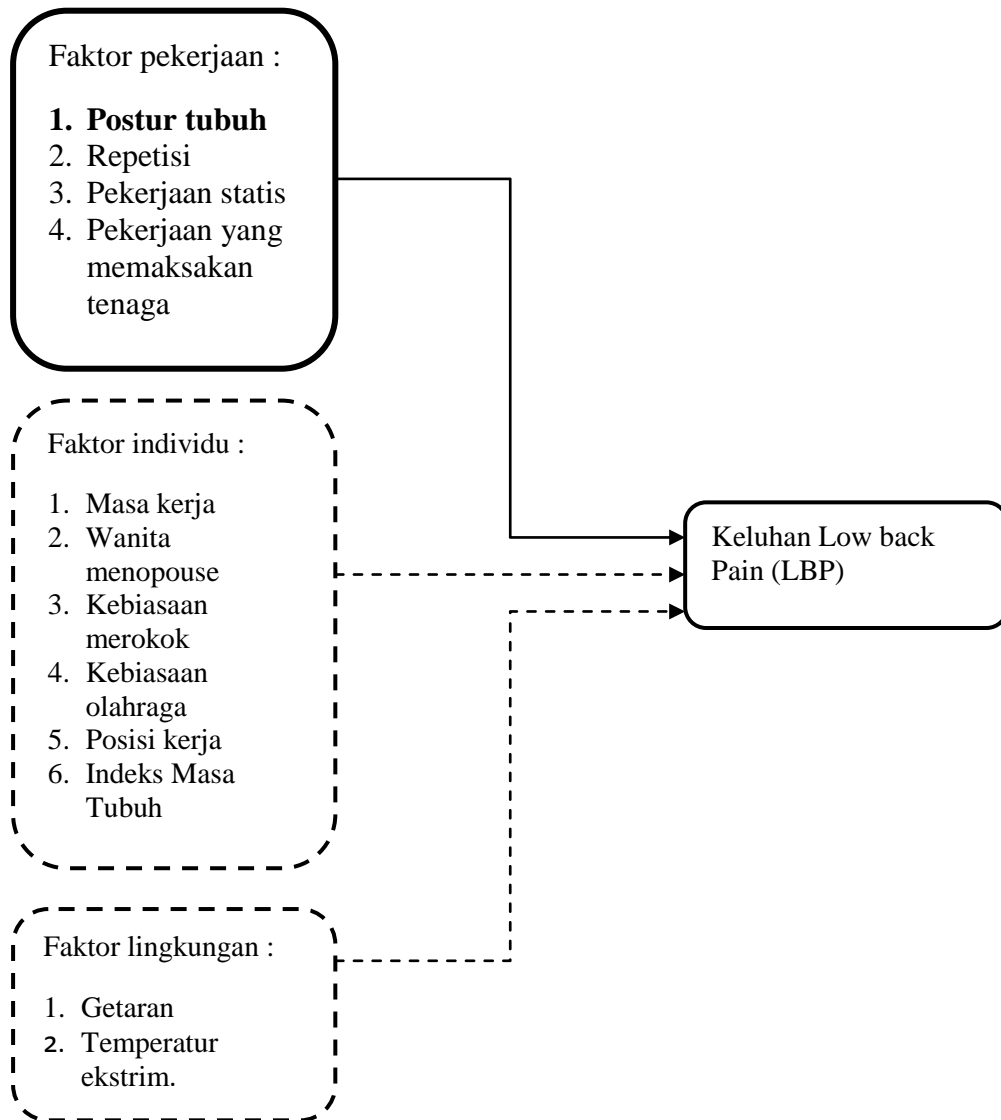 Faktor pekerjaan :
1. Postur tubuh
2. Repetisi
3. Pekerjaan statis
4. Pekerjaan yang
memaksakan
tenaga
Faktor individu :
1. Masa kerja
2. Wanita
menopouse
3. Kebiasaan
merokok
4. Kebiasaan
olahraga
5. Posisi kerja
6. Indeks Masa
Tubuh
Keluhan Low back
Pain (LBP)
Faktor lingkungan :
1. Getaran
2. Temperatur
ekstrim.